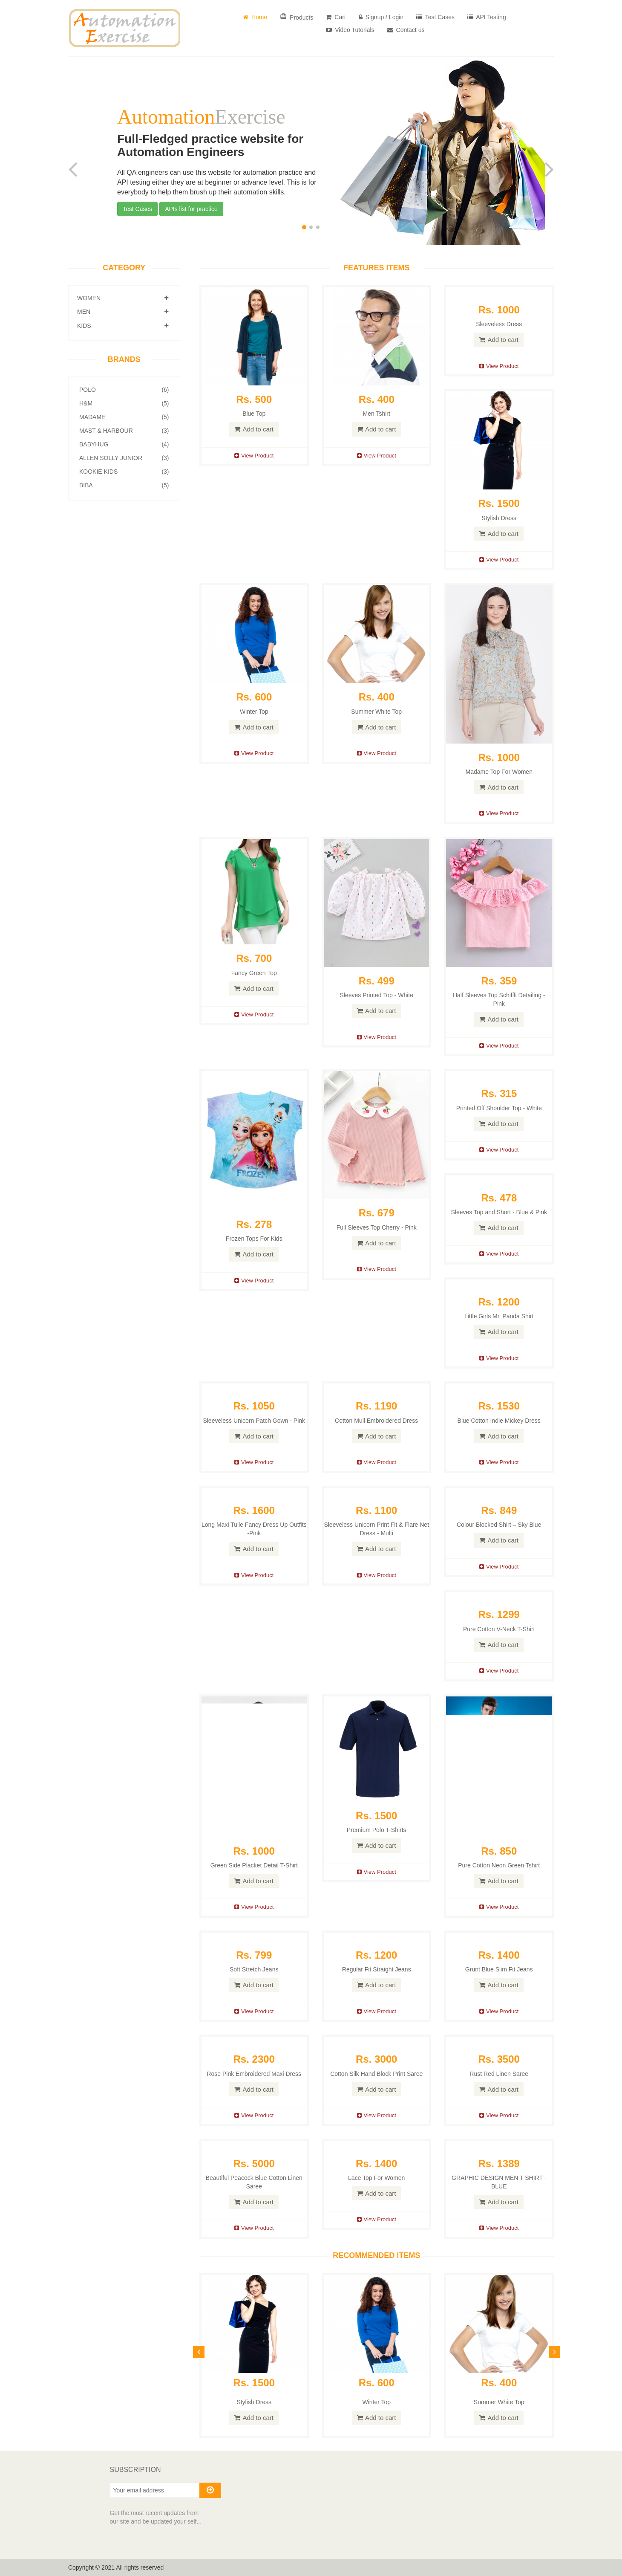 Automation
Exercise
Home
Products
Cart
Signup / Login
Test Cases
API Testing
Video Tutorials
Contact us
AutomationExercise
Full-Fledged practice website for
Automation Engineers
All QA engineers can use this website for automation practice and
API testing either they are at beginner or advance level. This is for
everybody to help them brush up their automation skills.
Test Cases
APIs list for practice
CATEGORY
WOMEN
MEN
KIDS
BRANDS
POLO (6)
H&M (5)
MADAME (5)
MAST & HARBOUR (3)
BABYHUG (4)
ALLEN SOLLY JUNIOR (3)
KOOKIE KIDS (3)
BIBA (5)
FEATURES ITEMS
Rs. 500
Blue Top
Add to cart
View Product
Rs. 400
Men Tshirt
Add to cart
View Product
Rs. 1000
Sleeveless Dress
Add to cart
View Product
Rs. 1500
Stylish Dress
Add to cart
View Product
Rs. 600
Winter Top
Add to cart
View Product
Rs. 400
Summer White Top
Add to cart
View Product
Rs. 1000
Madame Top For Women
Add to cart
View Product
Rs. 700
Fancy Green Top
Add to cart
View Product
Rs. 499
Sleeves Printed Top - White
Add to cart
View Product
Rs. 359
Half Sleeves Top Schiffli Detailing -
Pink
Add to cart
View Product
FROZEN
Rs. 278
Frozen Tops For Kids
Add to cart
View Product
Rs. 679
Full Sleeves Top Cherry - Pink
Add to cart
View Product
Rs. 315
Printed Off Shoulder Top - White
Add to cart
View Product
Rs. 478
Sleeves Top and Short - Blue & Pink
Add to cart
View Product
Rs. 1200
Little Girls Mr. Panda Shirt
Add to cart
View Product
Rs. 1050
Sleeveless Unicorn Patch Gown - Pink
Add to cart
View Product
Rs. 1190
Cotton Mull Embroidered Dress
Add to cart
View Product
Rs. 1530
Blue Cotton Indie Mickey Dress
Add to cart
View Product
Rs. 1600
Long Maxi Tulle Fancy Dress Up Outfits
-Pink
Add to cart
View Product
Rs. 1100
Sleeveless Unicorn Print Fit & Flare Net
Dress - Multi
Add to cart
View Product
Rs. 849
Colour Blocked Shirt – Sky Blue
Add to cart
View Product
Rs. 1299
Pure Cotton V-Neck T-Shirt
Add to cart
View Product
Rs. 1000
Green Side Placket Detail T-Shirt
Add to cart
View Product
Rs. 1500
Premium Polo T-Shirts
Add to cart
View Product
Rs. 850
Pure Cotton Neon Green Tshirt
Add to cart
View Product
Rs. 799
Soft Stretch Jeans
Add to cart
View Product
Rs. 1200
Regular Fit Straight Jeans
Add to cart
View Product
Rs. 1400
Grunt Blue Slim Fit Jeans
Add to cart
View Product
Rs. 2300
Rose Pink Embroidered Maxi Dress
Add to cart
View Product
Rs. 3000
Cotton Silk Hand Block Print Saree
Add to cart
View Product
Rs. 3500
Rust Red Linen Saree
Add to cart
View Product
Rs. 5000
Beautiful Peacock Blue Cotton Linen
Saree
Add to cart
View Product
Rs. 1400
Lace Top For Women
Add to cart
View Product
Rs. 1389
GRAPHIC DESIGN MEN T SHIRT -
BLUE
Add to cart
View Product
RECOMMENDED ITEMS
Rs. 1500
Stylish Dress
Add to cart
Rs. 600
Winter Top
Add to cart
Rs. 400
Summer White Top
Add to cart
SUBSCRIPTION
Your email address
Get the most recent updates from
our site and be updated your self...
Copyright © 2021 All rights reserved